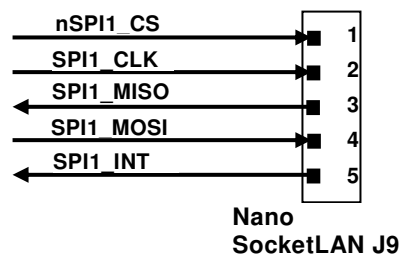 nSPI1_CS 1
SPI1_CLK 2
SPI1_MISO 3
SPI1_MOSI 4
SPI1_INT 5
Nano
SocketLAN J9